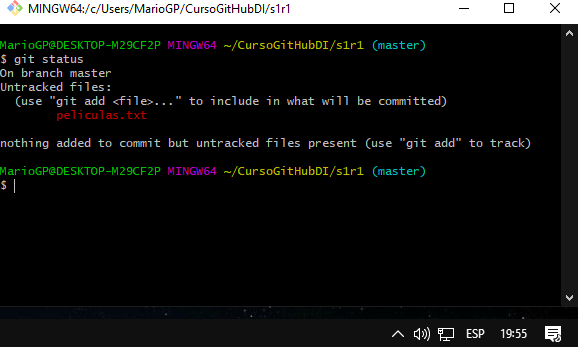 MINGW64:/c/Users/MarioGP/CursoGitHubDI/s1r1
MarioGP@DESKTOP-M29CF2P MINGW64 ~/CursoGitHubDI/s1r1 (master)
$ git status
On branch master
Untracked files:
  (use "git add <file>..." to include in what will be committed)
        peliculas.txt

nothing added to commit but untracked files present (use "git add" to track)

MarioGP@DESKTOP-M29CF2P MINGW64 ~/CursoGitHubDI/s1r1 (master)
$
ESP 19:55